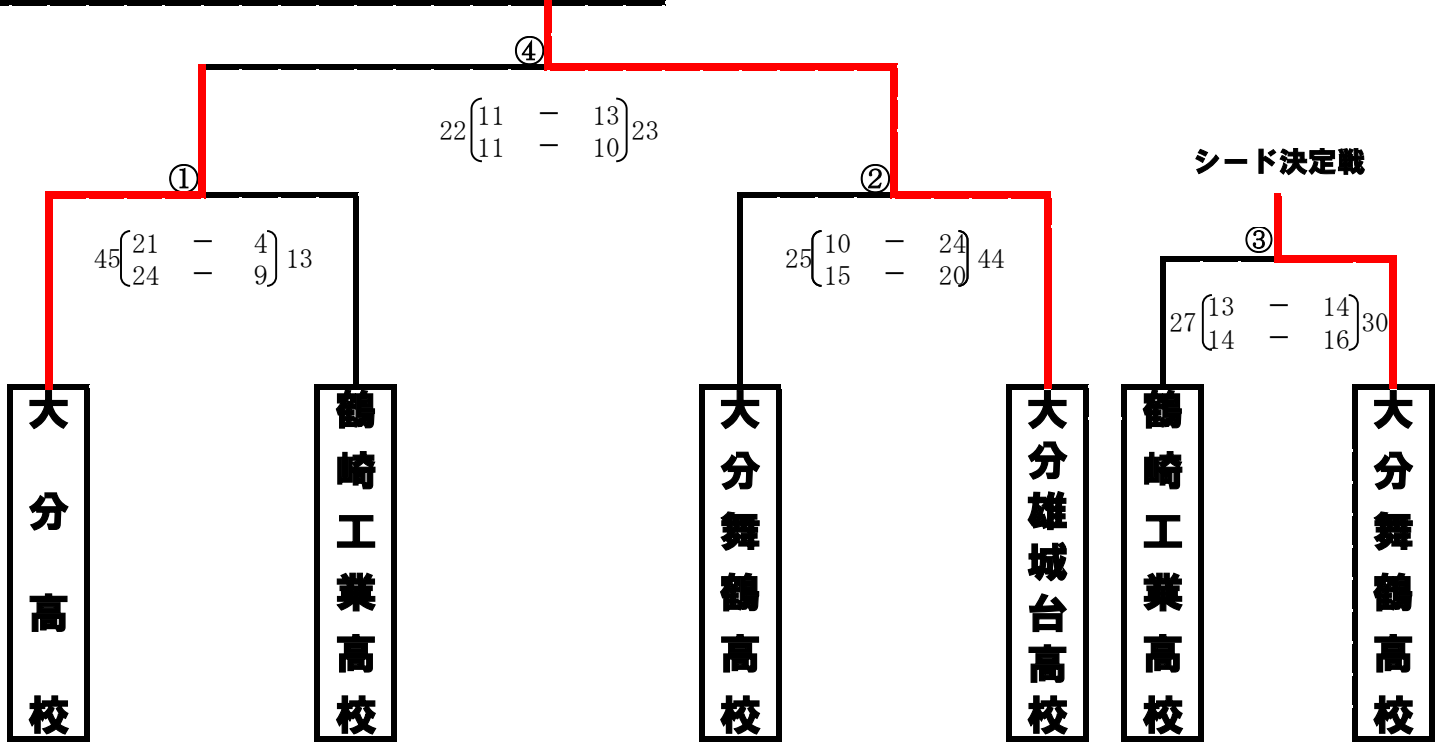 ④
22 11 － 13 23
11 － 10
シード決定戦
①
45 21 － 4 13
24 － 9
②
25 10 － 24 44
15 － 20
③
27 13 － 14 30
14 － 16
大分高校
鶴崎工業高校
大分舞鶴高校
大分雄城台高校
鶴崎工業高校
大分舞鶴高校